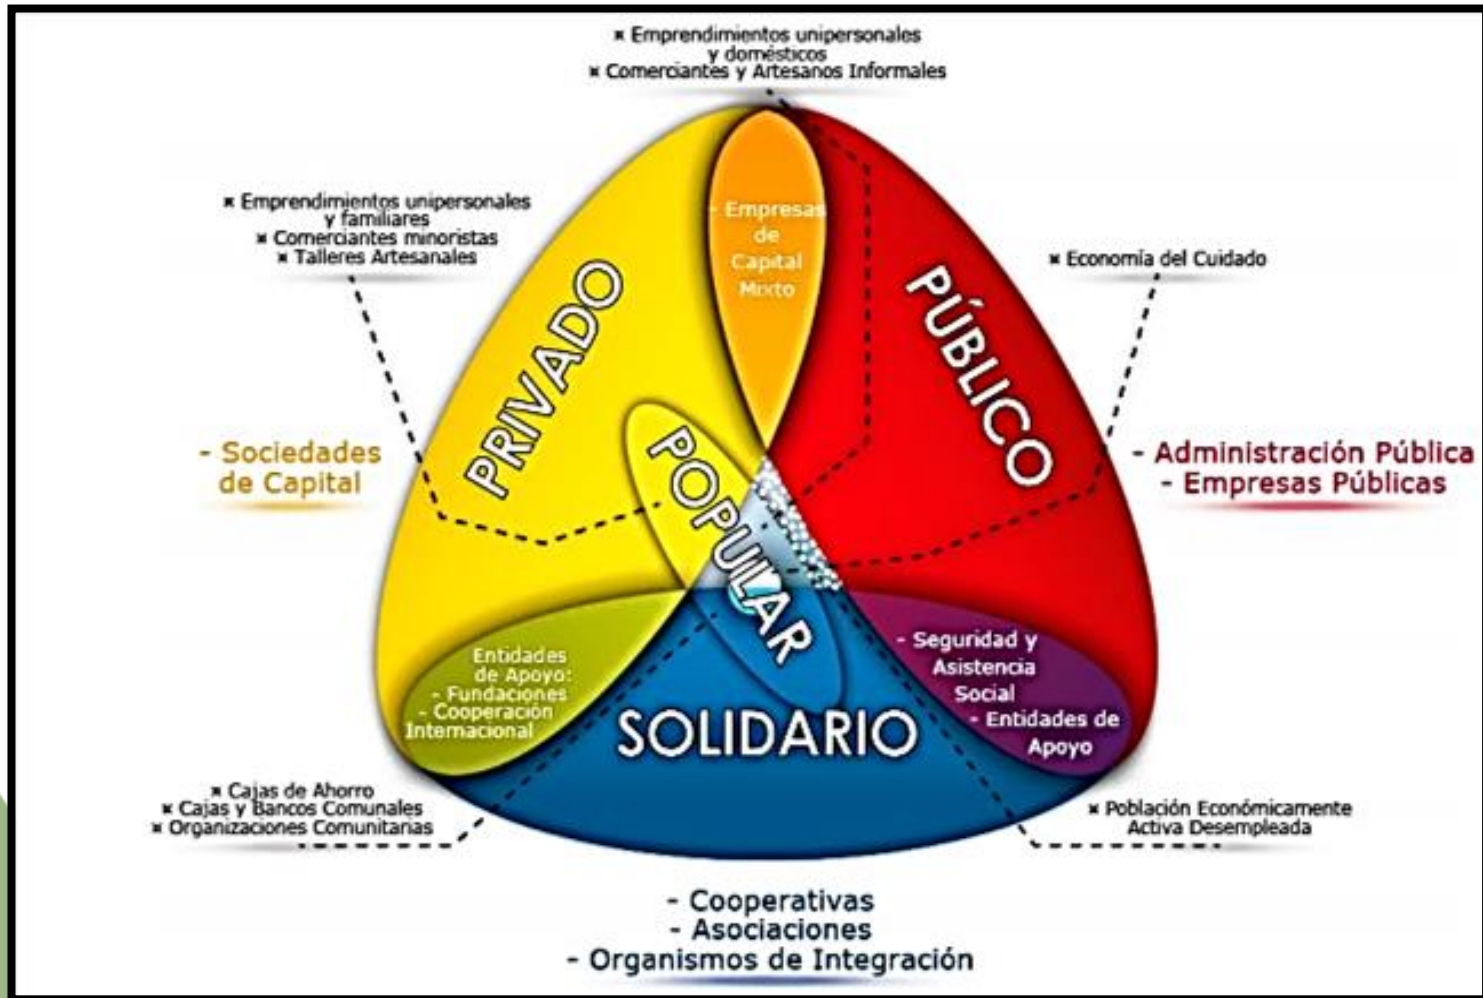 × Emprendimientos unipersonales
y domésticos
× Comerciantes y Artesanos Informales
× Emprendimientos unipersonales
y familiares
× Comerciantes minoristas
× Talleres Artesanales
- Empresas
de
Capital
Mixto
× Economía del Cuidado
PRIVADO
PÚBLICO
- Sociedades
de Capital
POPULAR
- Administración Pública
- Empresas Públicas
Entidades
de Apoyo:
- Fundaciones
- Cooperación
Internacional
- Seguridad y
Asistencia
Social
- Entidades de
Apoyo
SOLIDARIO
× Cajas de Ahorro
× Cajas y Bancos Comunales
× Organizaciones Comunitarias
× Población Económicamente
Activa Desempleada
- Cooperativas
- Asociaciones
- Organismos de Integración